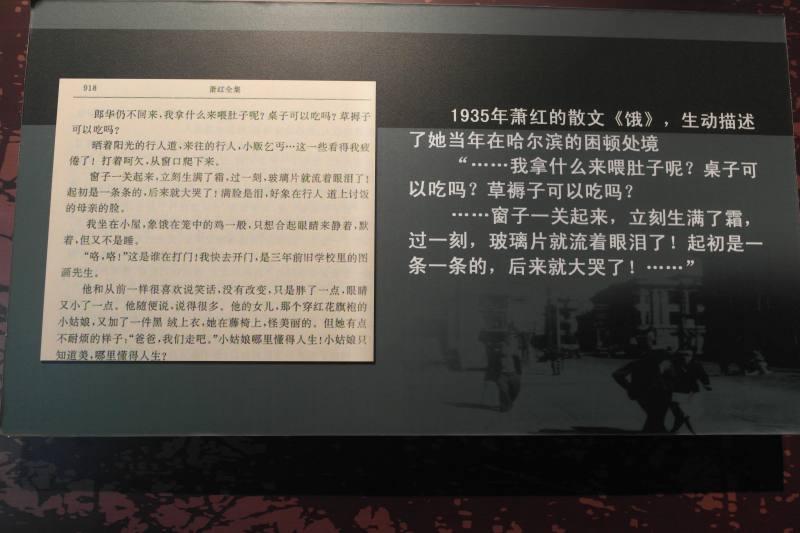 918
萧红全集
郎华仍不回来,我拿什么来喂肚子呢?桌子可以吃吗?草褥子
可以吃吗?
晒着阳光的行人道,来往的行人,小贩乞丐…这一些看得我疲
倦了!打着呵欠,从窗口爬下来。
窗子一关起来,立刻生满了霜,过一刻,玻璃片就流着眼泪了!
起初是一条条的,后来就大哭了!满脸是泪,好象在行人道上讨饭
的母亲的脸。
我坐在小屋,象饿在笼中的鸡一般,只想合起眼睛来静着,默
着,但又不是睡。
“咯,咯!”这是谁在打门!我快去开门,是三年前旧学校里的图
画先生。
他和从前一样很喜欢说笑话,没有改变,只是胖了一点,眼睛
又小了一点。他随便说,说得很多。他的女儿,那个穿红花旗袍的
小姑娘,又加了一件黑绒上衣,她在藤椅上,怪美丽的。但她有点
不耐烦的样子:“爸爸,我们走吧。”小姑娘哪里懂得人生!小姑娘只
知道美,哪里懂得人生?
1935年萧红的散文《饿》,生动描述
了她当年在哈尔滨的困顿处境
“……我拿什么来喂肚子呢?桌子可
以吃吗?草褥子可以吃吗?
……窗子一关起来,立刻生满了霜,
过一刻,玻璃片就流着眼泪了!起初是一
条一条的,后来就大哭了!……”